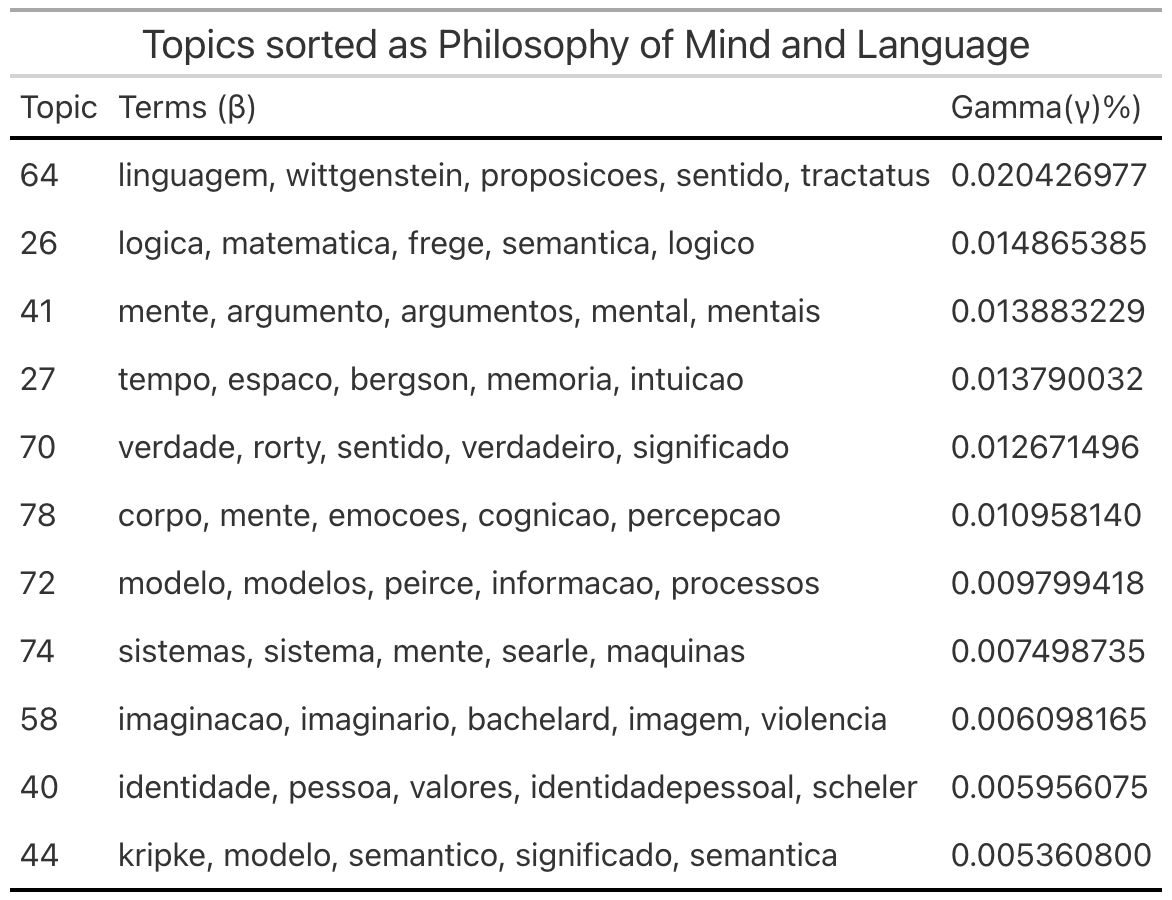 Topics sorted as Philosophy of Mind and Language
Topic Terms (β) Gamma(γ)%)
64 linguagem, wittgenstein, proposicoes, sentido, tractatus 0.020426977
26 logica, matematica, frege, semantica, logico 0.014865385
41 mente, argumento, argumentos, mental, mentais 0.013883229
27 tempo, espaco, bergson, memoria, intuicao 0.013790032
70 verdade, rorty, sentido, verdadeiro, significado 0.012671496
78 corpo, mente, emocoes, cognicao, percepcao 0.010958140
72 modelo, modelos, peirce, informacao, processos 0.009799418
74 sistemas, sistema, mente, searle, maquinas 0.007498735
58 imaginacao, imaginario, bachelard, imagem, violencia 0.006098165
40 identidade, pessoa, valores, identidadepessoal, scheler 0.005956075
44 kripke, modelo, semantico, significado, semantica 0.005360800